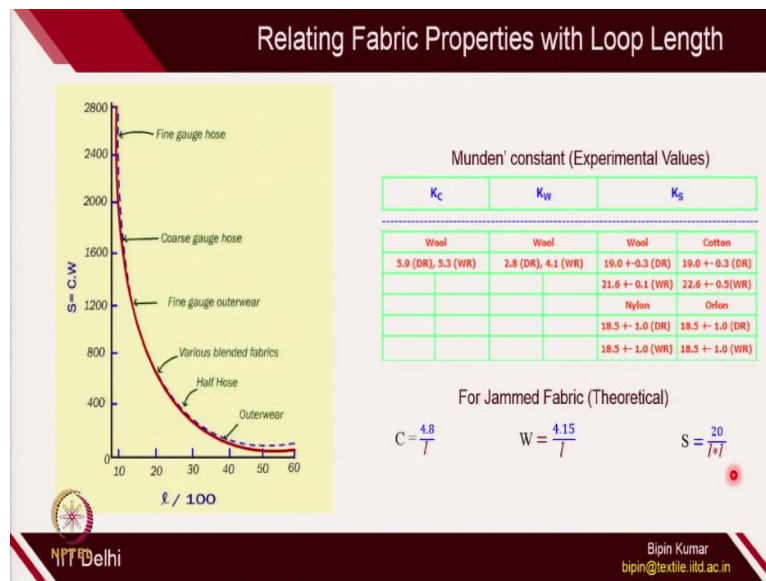 Relating Fabric Properties with Loop Length
2800
2400
2000
1600
1200
800
400
0
S= C.W
Fine gauge hose
Coarse gauge hose
Fine gauge outerwear
Various blended fabrics
Half Hose
Outerwear
10 20 30 40 50 60
ℓ / 100
Munden' constant (Experimental Values)
KC KW KS
Wool Wool Wool Cotton
5.9 (DR), 5.3 (WR) 2.8 (DR), 4.1 (WR) 19.0 +-0.3 (DR) 19.0 +- 0.3 (DR)
21.6 +- 0.1 (WR) 22.6 +- 0.5(WR)
Nylon Orlon
18.5 +- 1.0 (DR) 18.5 +- 1.0 (DR)
18.5 +- 1.0 (WR) 18.5 +- 1.0 (WR)
For Jammed Fabric (Theoretical)
C = 4.8/l W = 4.15/l S = 20/l*l
NPTEL
IIT Delhi
Bipin Kumar
bipin@textile.iitd.ac.in